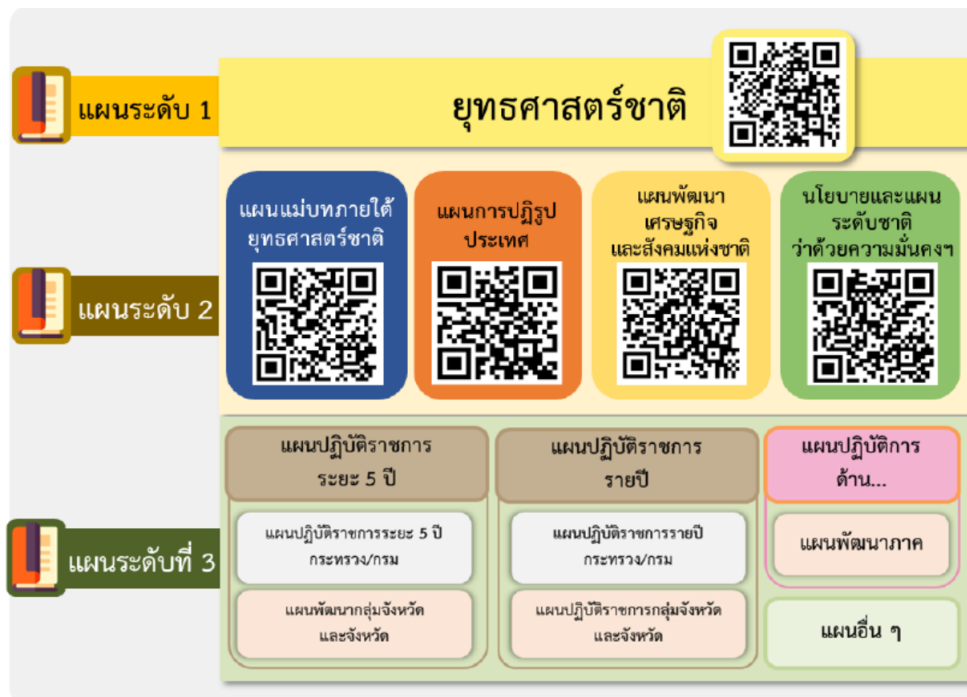 แผนระดับ 1
ยุทธศาสตร์ชาติ
แผนระดับ 2
แผนแม่บทภายใต้
ยุทธศาสตร์ชาติ
แผนการปฏิรูป
ประเทศ
แผนพัฒนา
เศรษฐกิจ
และสังคมแห่งชาติ
นโยบายและแผน
ระดับชาติ
ว่าด้วยความมั่นคงฯ
แผนระดับที่ 3
แผนปฏิบัติราชการ
ระยะ 5 ปี
แผนปฏิบัติราชการระยะ 5 ปี
กระทรวง/กรม
แผนพัฒนากลุ่มจังหวัด
และจังหวัด
แผนปฏิบัติราชการ
รายปี
แผนปฏิบัติราชการรายปี
กระทรวง/กรม
แผนปฏิบัติราชการกลุ่มจังหวัด
และจังหวัด
แผนปฏิบัติการ
ด้าน...
แผนพัฒนาภาค
แผนอื่น ๆ